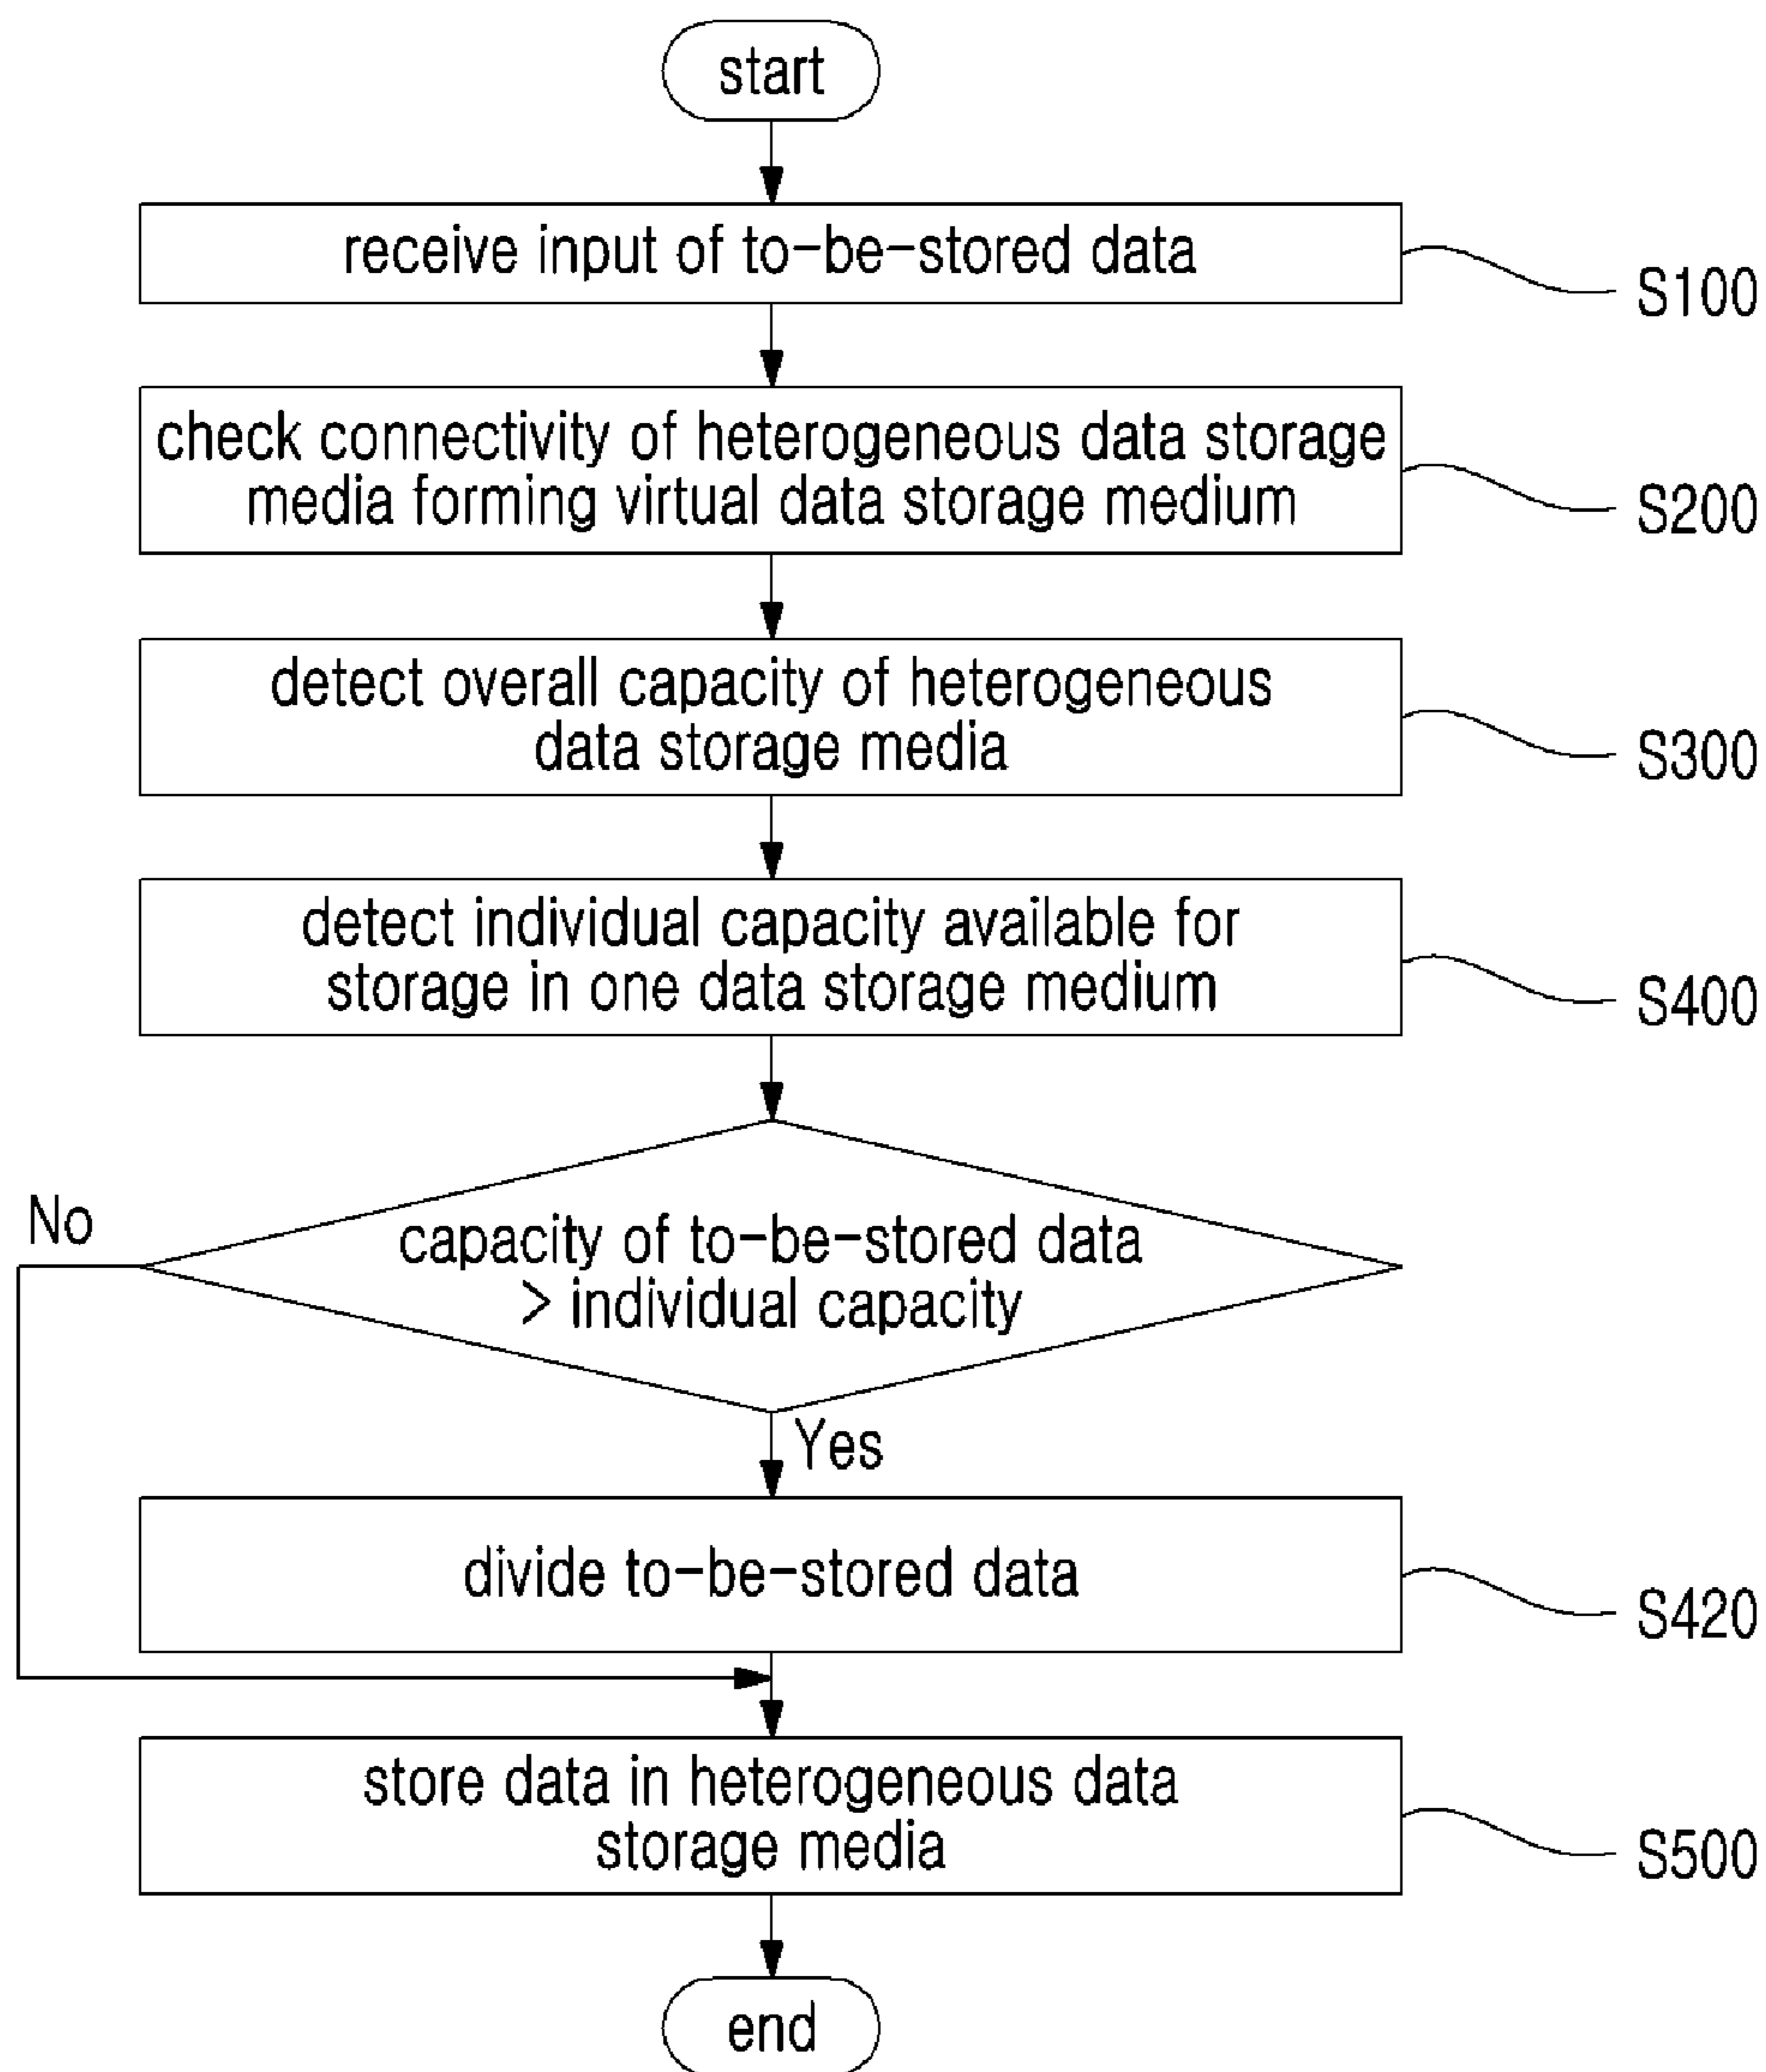 start
receive input of to-be-stored data
S100
check connectivity of heterogeneous data storage
media forming virtual data storage medium
S200
detect overall capacity of heterogeneous
data storage media
S300
detect individual capacity available for
storage in one data storage medium
S400
No
capacity of to-be-stored data
> individual capacity
Yes
divide to-be-stored data
S420
store data in heterogeneous data
storage media
S500
end